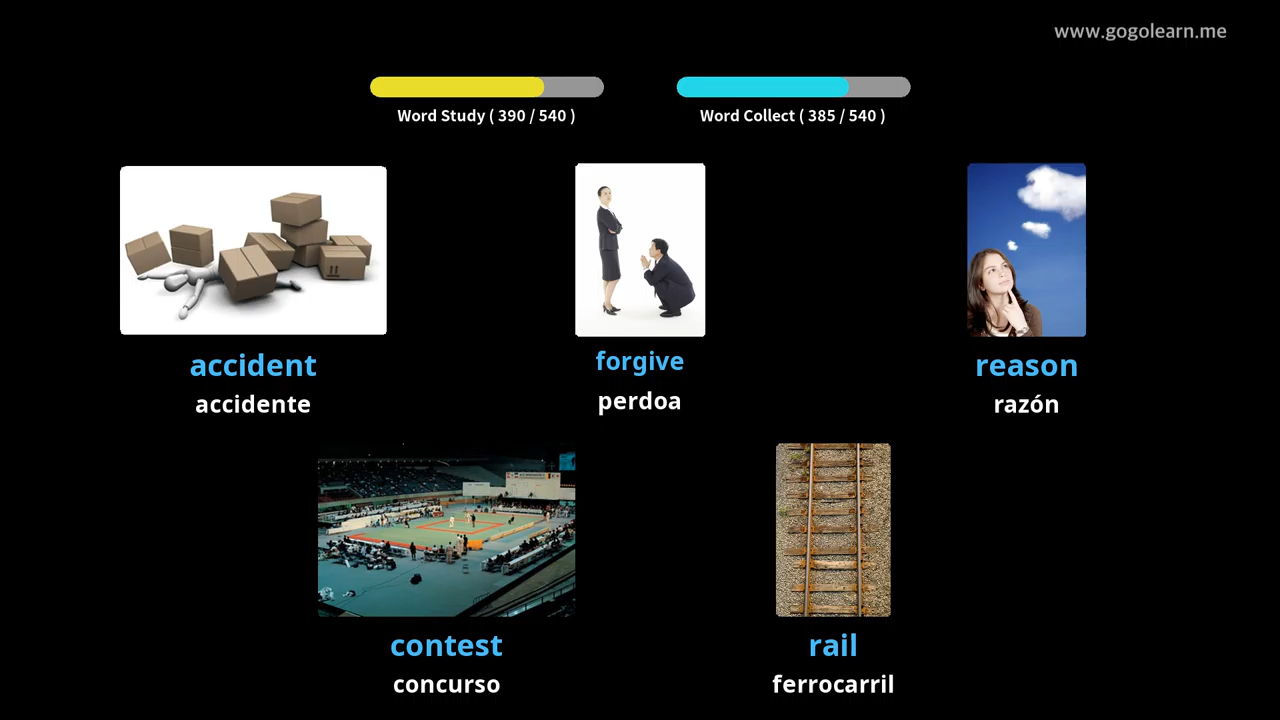 www.gogolearn.me
Word Study ( 390 / 540 )
Word Collect ( 385 / 540 )
accident
accidente
forgive
perdoa
reason
razón
contest
concurso
rail
ferrocarril